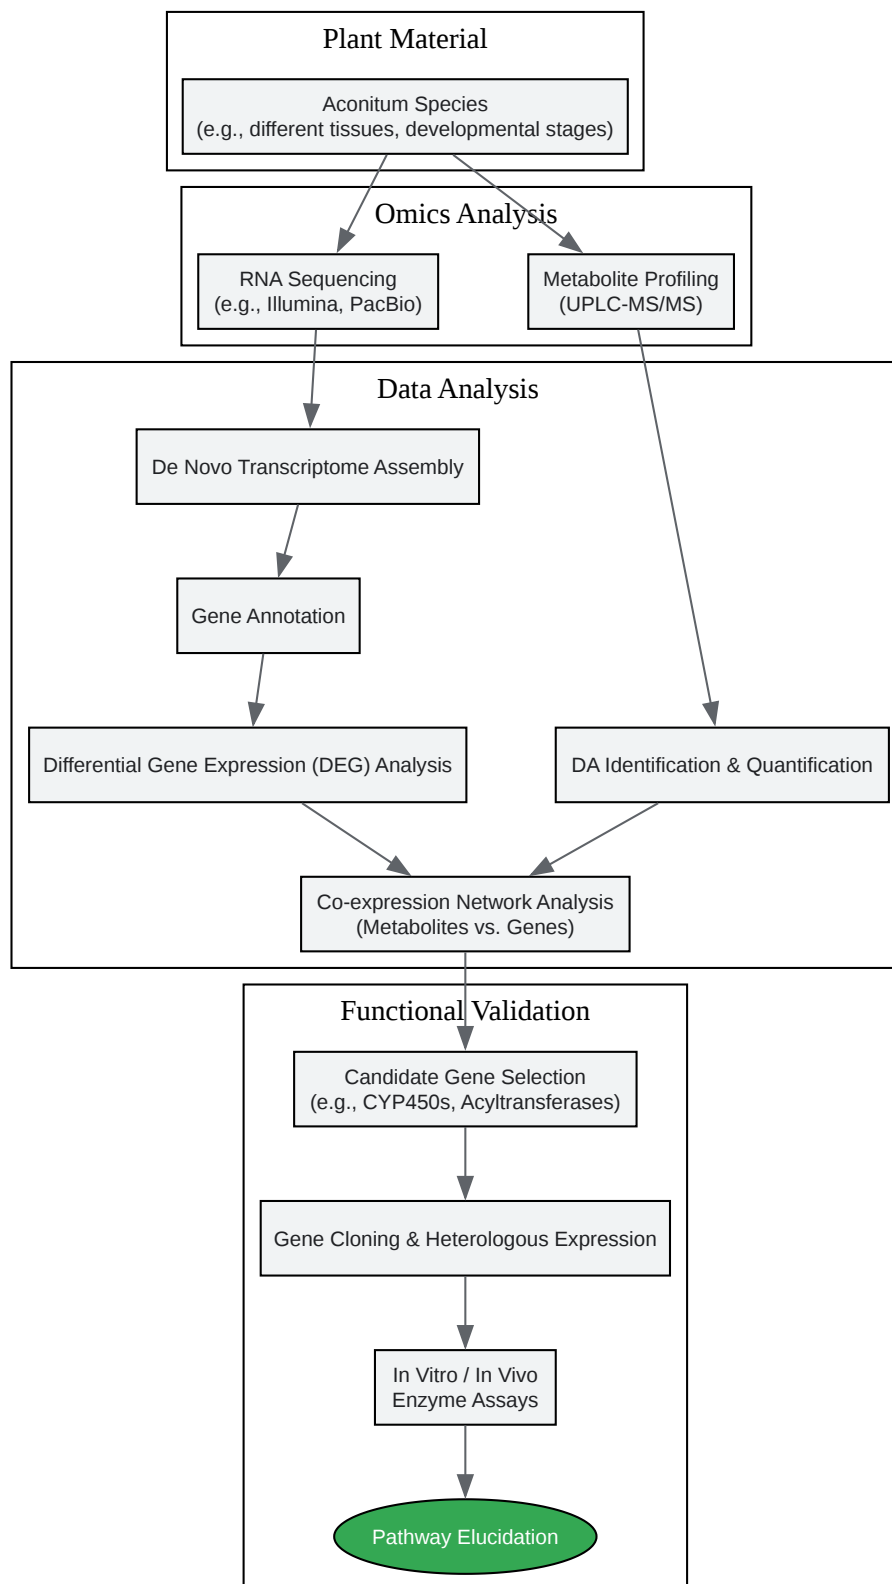 Plant Material
Aconitum Species
(e.g., different tissues, developmental stages)
Omics Analysis
RNA Sequencing
(e.g., Illumina, PacBio)
Metabolite Profiling
(UPLC-MS/MS)
Data Analysis
De Novo Transcriptome Assembly
Gene Annotation
Differential Gene Expression (DEG) Analysis
DA Identification & Quantification
Co-expression Network Analysis
(Metabolites vs. Genes)
Functional Validation
Candidate Gene Selection
(e.g., CYP450s, Acyltransferases)
Gene Cloning & Heterologous Expression
In Vitro / In Vivo
Enzyme Assays
Pathway Elucidation